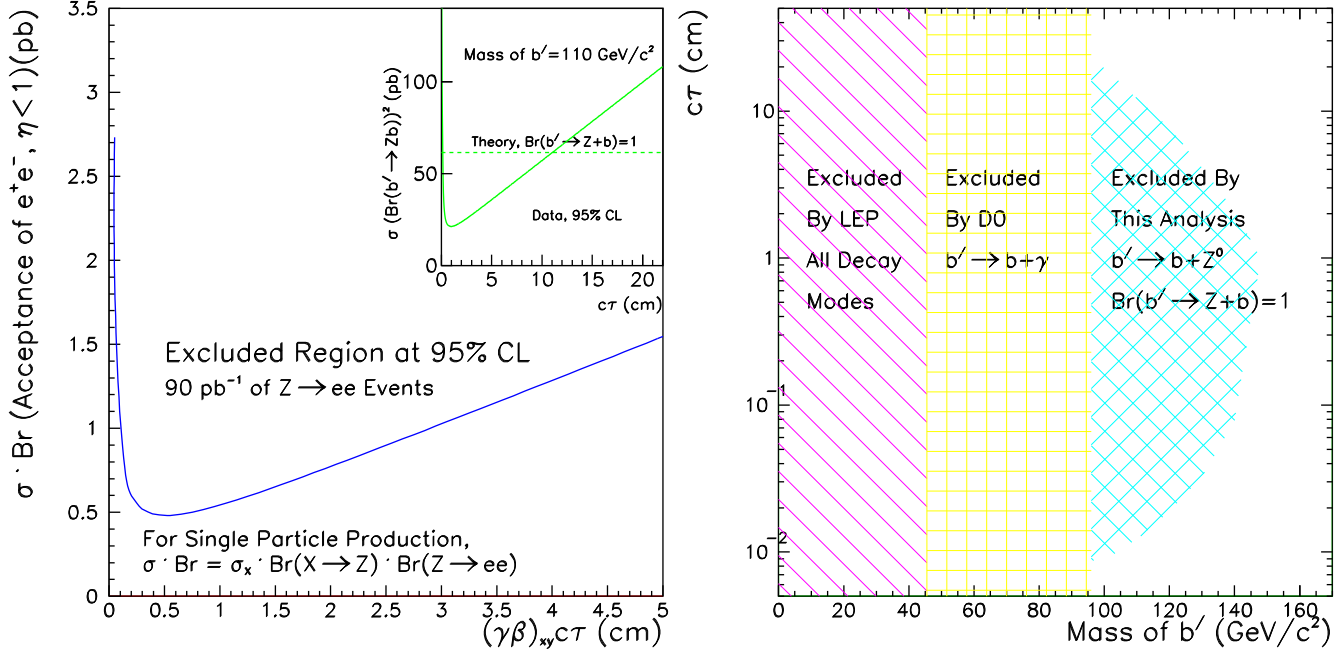 σ · Br (Acceptance of e⁺e⁻, η < 1)(pb)
3.5
3
2.5
2
1.5
1
0.5
0
0 0.5 1 1.5 2 2.5 3 3.5 4 4.5 5
(γβ)ₓᵧcτ (cm)
Excluded Region at 95% CL
90 pb⁻¹ of Z → ee Events
For Single Particle Production,
σ · Br = σₓ · Br(X → Z) · Br(Z → ee)
σ (Br(b′ → Zb))² (pb)
100
50
0
0 5 10 15 20
cτ (cm)
Mass of b′=110 GeV/c²
Theory, Br(b′ → Z+b)=1
Data, 95% CL
cτ (cm)
10
1
10⁻¹
10⁻²
0 20 40 60 80 100 120 140 160
Mass of b′ (GeV/c²)
Excluded
By LEP
All Decay
Modes
Excluded
By D0
b′ → b+γ
Excluded By
This Analysis
b′ → b+Z⁰
Br(b′ → Z+b)=1